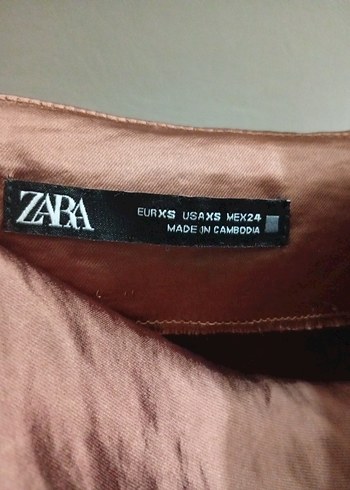 ZARA
EUR XS USA XS MEX 24
MADE IN CAMBODIA